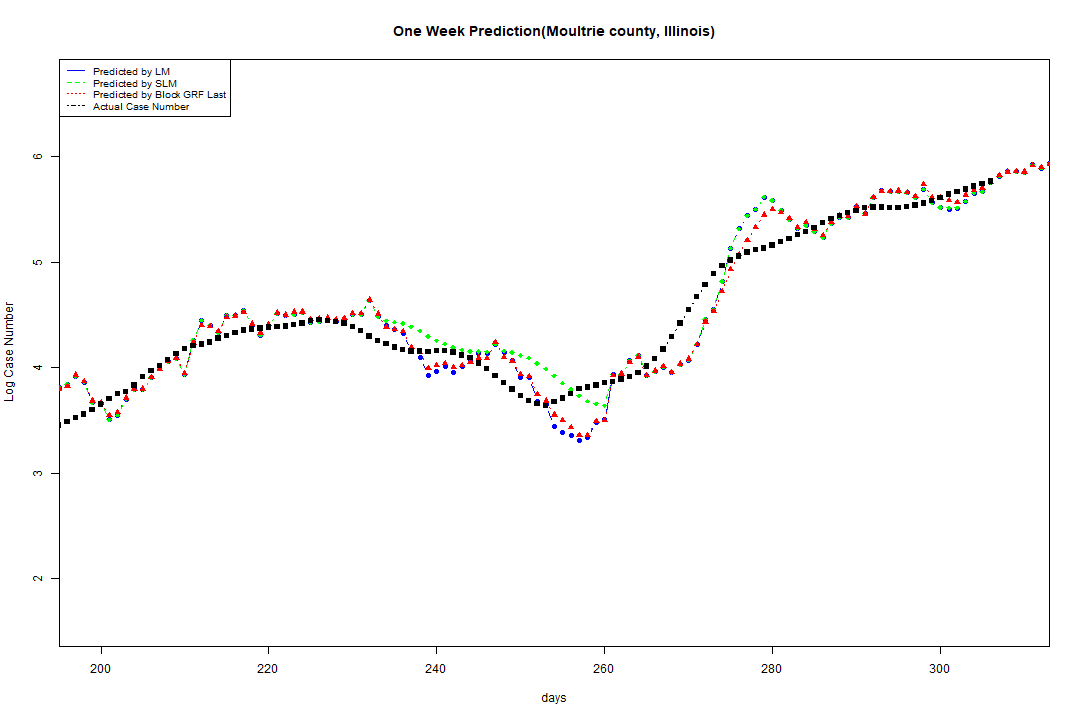 One Week Prediction(Moultrie county, Illinois)
Predicted by LM
Predicted by SLM
Predicted by Block GRF Last
Actual Case Number
6
5
4
3
2
Log Case Number
200 220 240 260 280 300
days